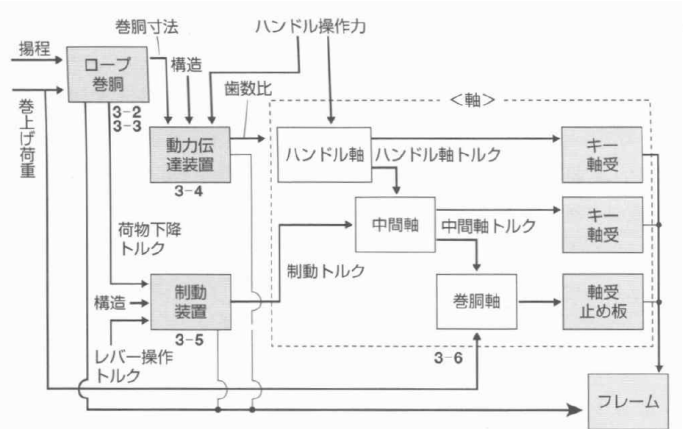 巻胴寸法
ハンドル操作力
揚程
ロープ
巻胴
構造
歯数比
<軸>
巻上げ荷重
3-2
3-3
動力伝
達装置
3-4
ハンドル軸
ハンドル軸トルク
キー
軸受
荷物下降
トルク
中間軸
中間軸トルク
キー
軸受
制動トルク
構造
制動
装置
3-5
巻胴軸
軸受
止め板
レバー操作
トルク
3-6
フレーム